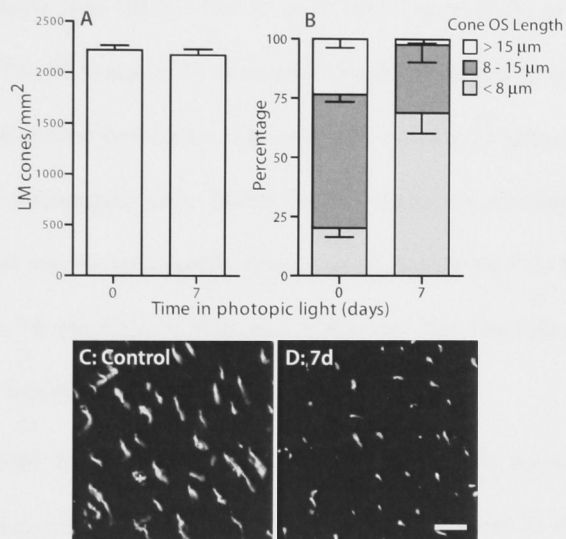 A
LM cones/mm²
2500
2000
1500
1000
500
0
0
7
B
Percentage
100
75
50
25
0
0
7
Cone OS Length
> 15 µm
8 - 15 µm
< 8 µm
Time in photopic light (days)
C: Control
D: 7d